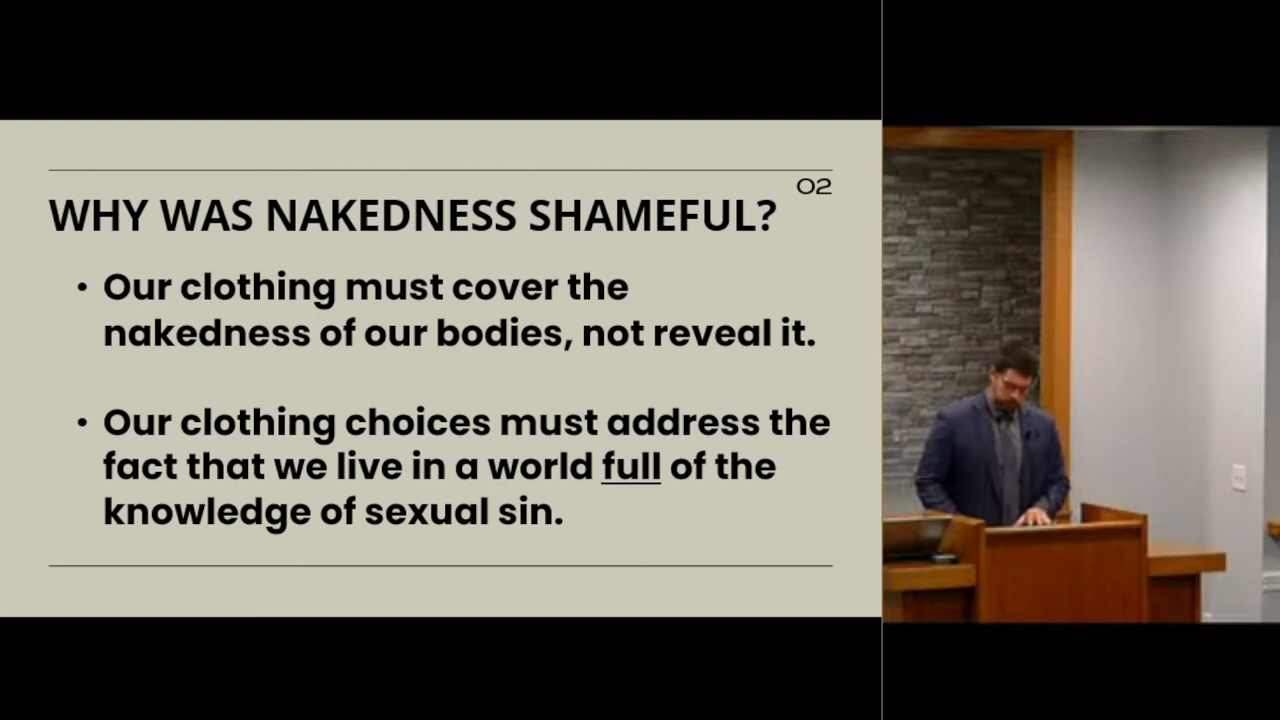 02
WHY WAS NAKEDNESS SHAMEFUL?
• Our clothing must cover the
nakedness of our bodies, not reveal it.
• Our clothing choices must address the
fact that we live in a world full of the
knowledge of sexual sin.